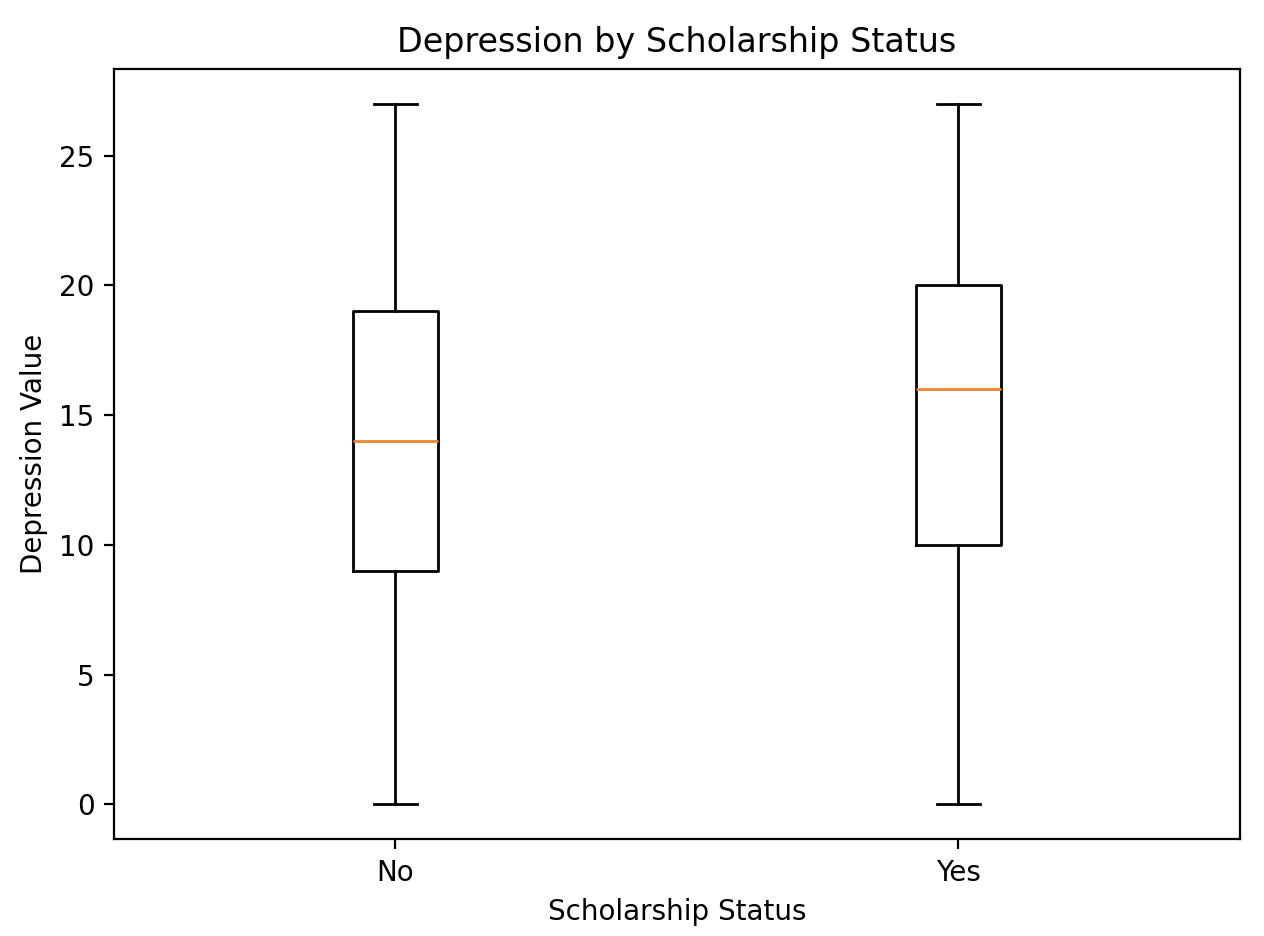 Depression by Scholarship Status
Depression Value
25
20
15
10
5
0
No
Yes
Scholarship Status